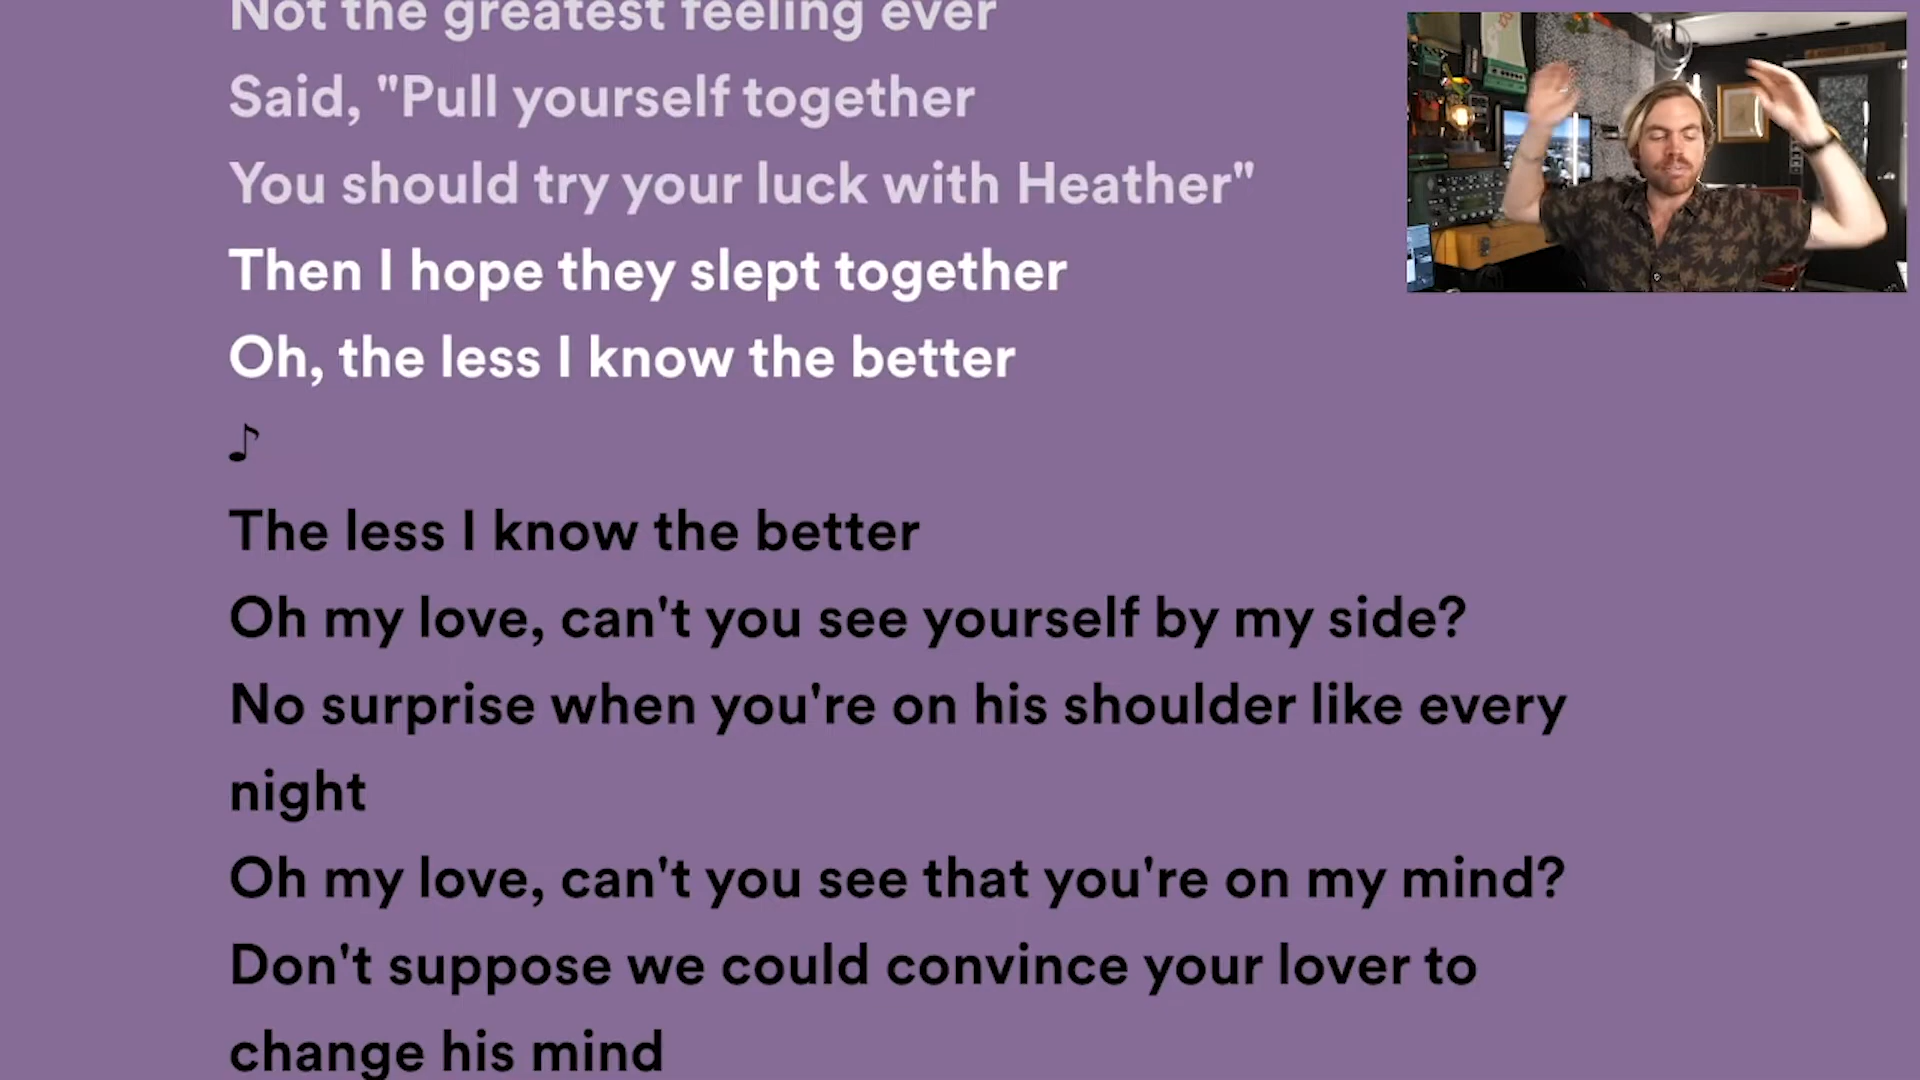 Not the greatest feeling ever
Said, "Pull yourself together
You should try your luck with Heather"
Then I hope they slept together
Oh, the less I know the better
♪
The less I know the better
Oh my love, can't you see yourself by my side?
No surprise when you're on his shoulder like every
night
Oh my love, can't you see that you're on my mind?
Don't suppose we could convince your lover to
change his mind